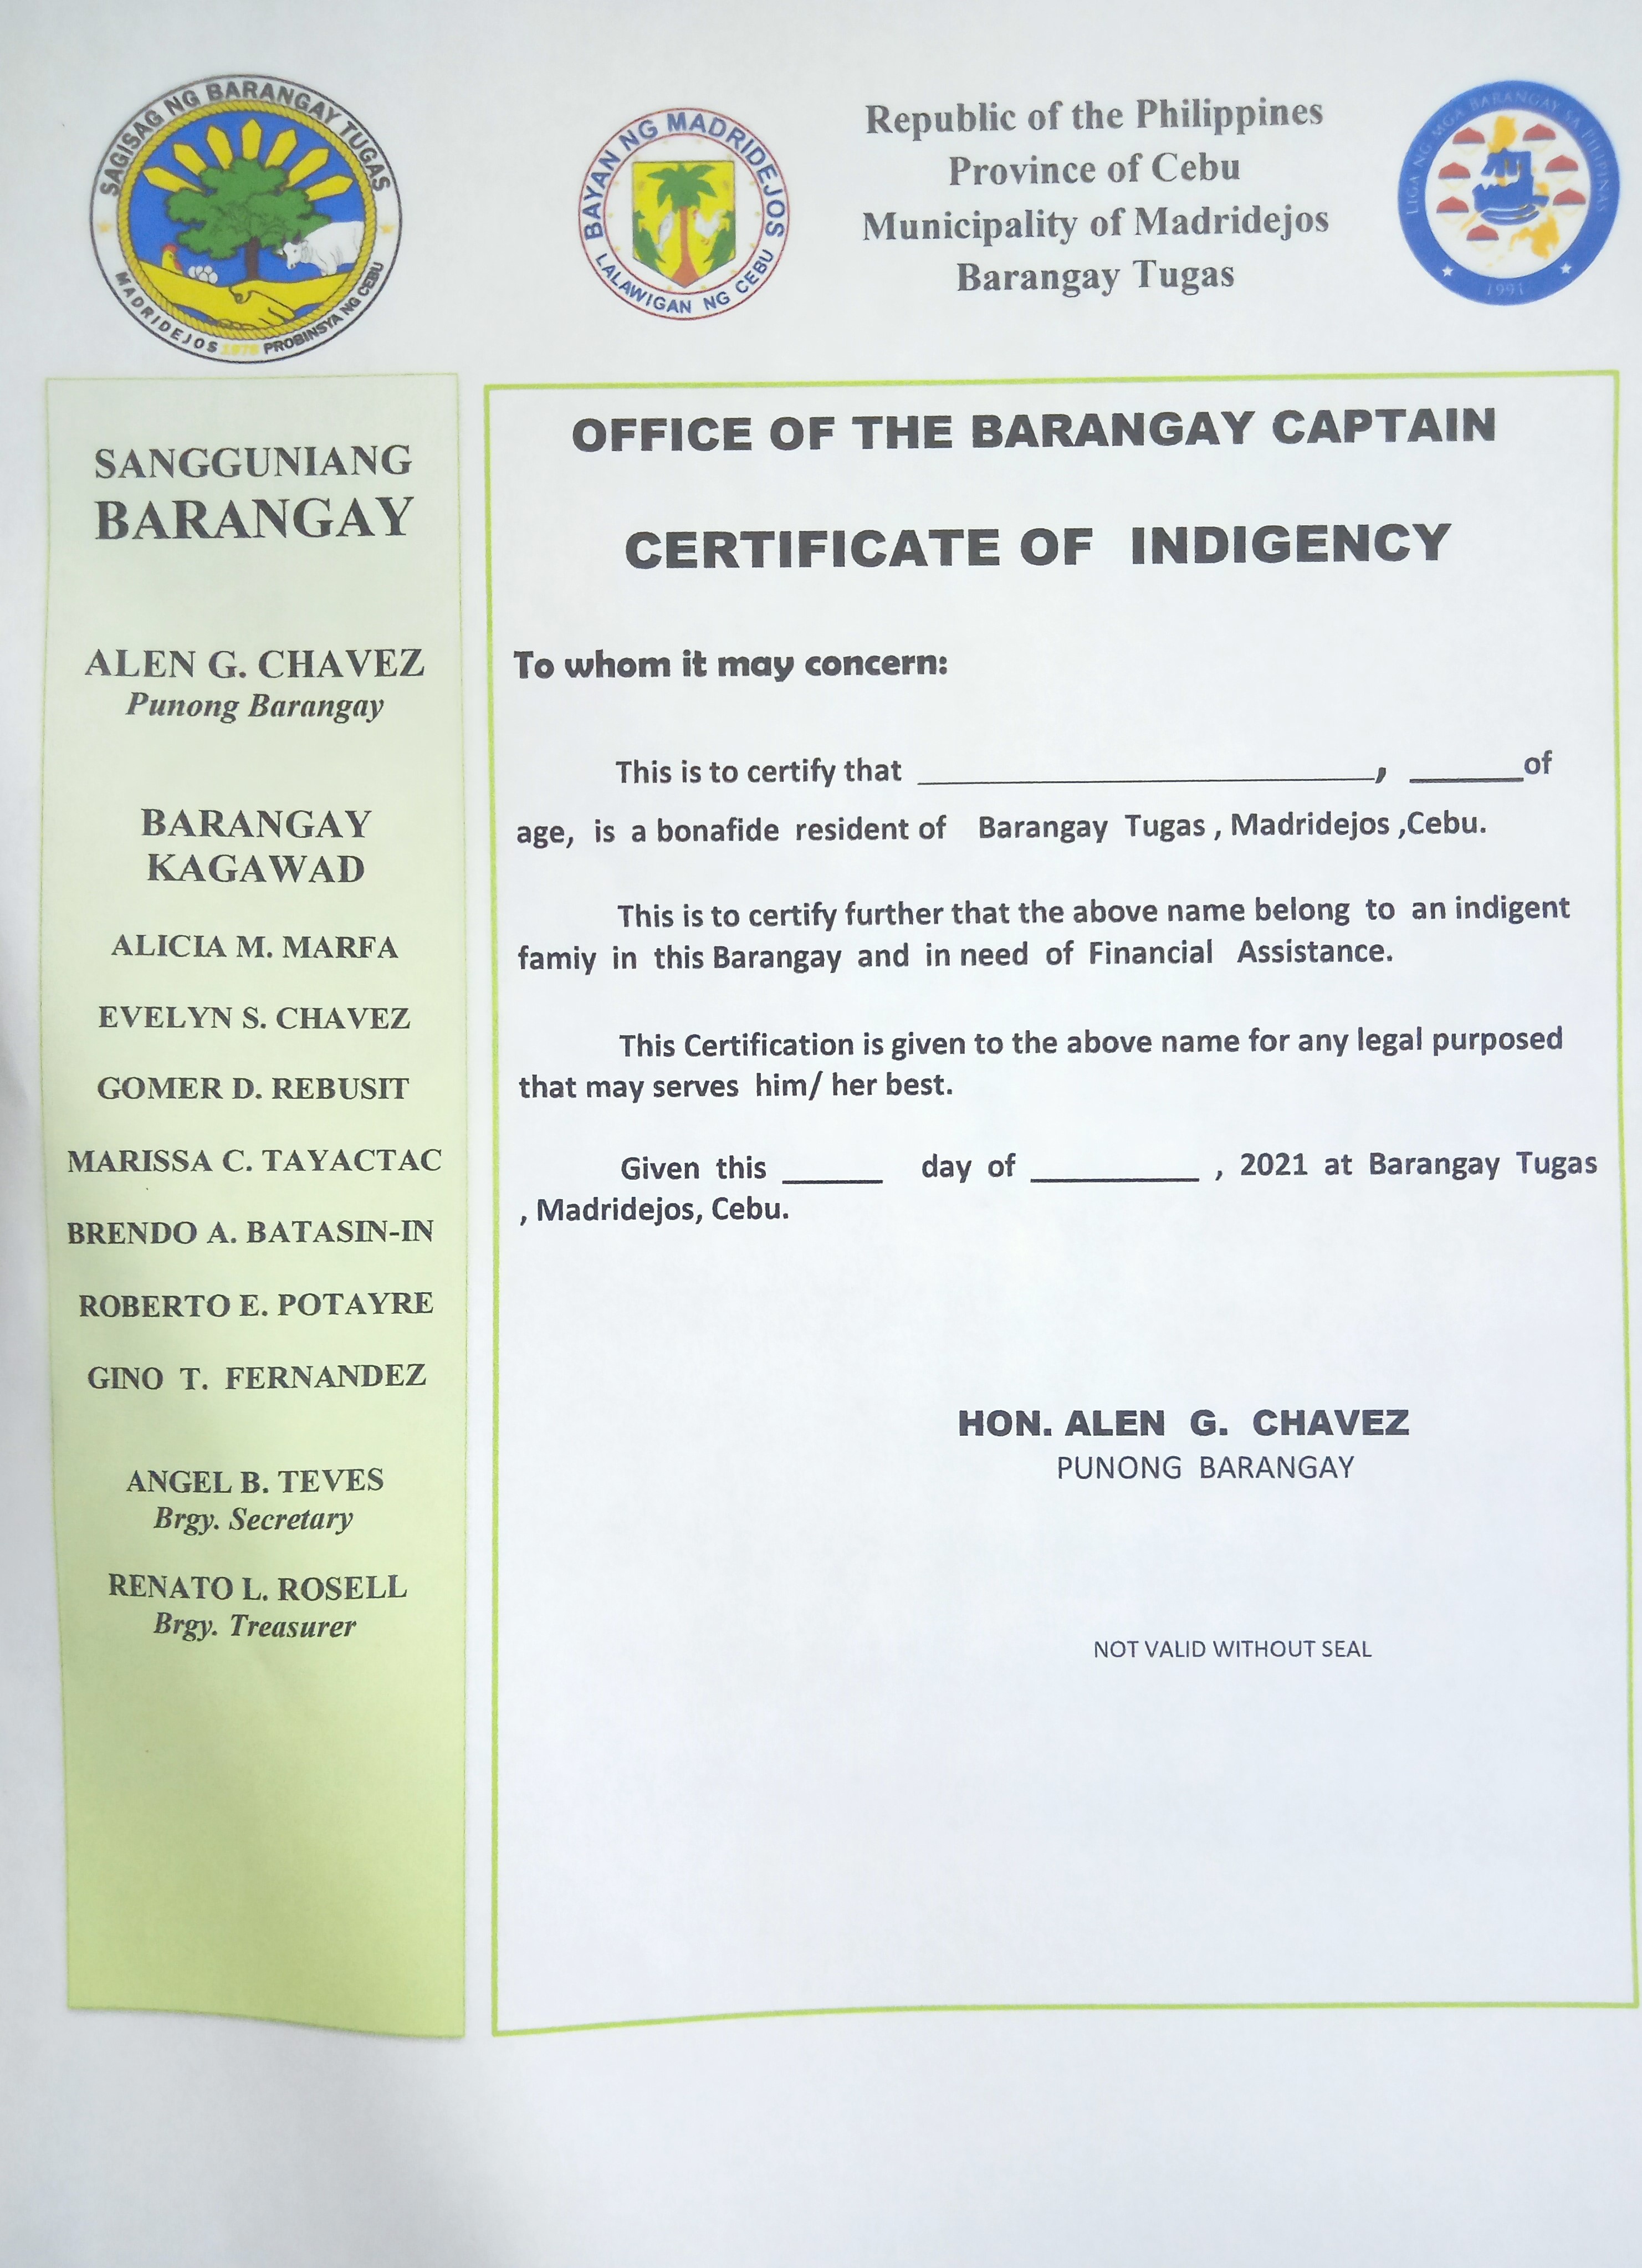 SAGISAG NG BARANGAY TUGAS
MADRIDEJOS 1978 PROBINSYA NG CEBU
BAYAN NG MADRIDEJOS
LALAWIGAN NG CEBU
Republic of the Philippines
Province of Cebu
Municipality of Madridejos
Barangay Tugas
LIGA NG MGA BARANGAY SA PILIPINAS
1991
SANGGUNIANG
BARANGAY
ALEN G. CHAVEZ
Punong Barangay
BARANGAY
KAGAWAD
ALICIA M. MARFA
EVELYN S. CHAVEZ
GOMER D. REBUSIT
MARISSA C. TAYACTAC
BRENDO A. BATASIN-IN
ROBERTO E. POTAYRE
GINO T. FERNANDEZ
ANGEL B. TEVES
Brgy. Secretary
RENATO L. ROSELL
Brgy. Treasurer
OFFICE OF THE BARANGAY CAPTAIN
CERTIFICATE OF INDIGENCY
To whom it may concern:
This is to certify that ____________________, ______of
age, is a bonafide resident of Barangay Tugas , Madridejos ,Cebu.
This is to certify further that the above name belong to an indigent
famiy in this Barangay and in need of Financial Assistance.
This Certification is given to the above name for any legal purposed
that may serves him/ her best.
Given this ______ day of __________ , 2021 at Barangay Tugas
, Madridejos, Cebu.
HON. ALEN G. CHAVEZ
PUNONG BARANGAY
NOT VALID WITHOUT SEAL